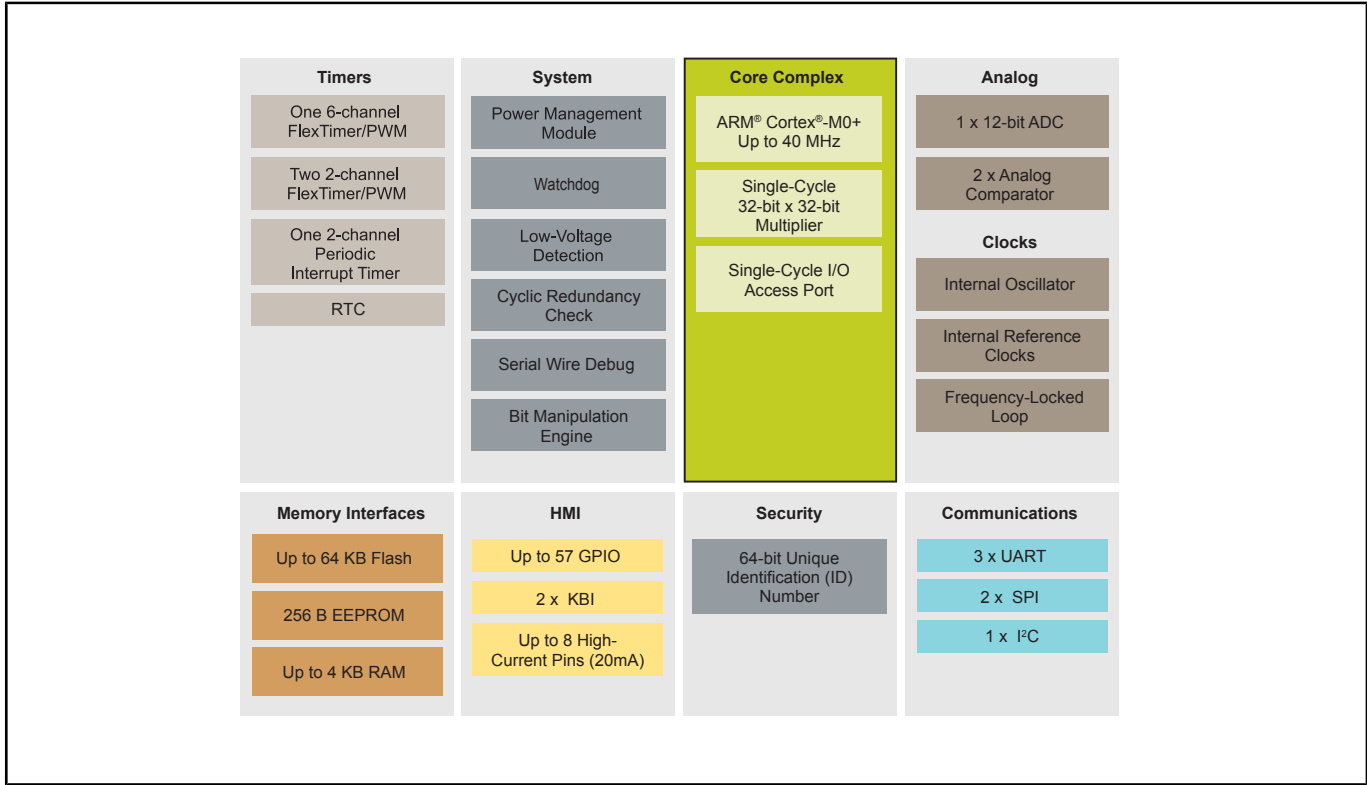 Timers
One 6-channel
FlexTimer/PWM
Two 2-channel
FlexTimer/PWM
One 2-channel
Periodic
Interrupt Timer
RTC
System
Power Management
Module
Watchdog
Low-Voltage
Detection
Cyclic Redundancy
Check
Serial Wire Debug
Bit Manipulation
Engine
Core Complex
ARM® Cortex®-M0+
Up to 40 MHz
Single-Cycle
32-bit x 32-bit
Multiplier
Single-Cycle I/O
Access Port
Analog
1 x 12-bit ADC
2 x Analog
Comparator
Clocks
Internal Oscillator
Internal Reference
Clocks
Frequency-Locked
Loop
Memory Interfaces
Up to 64 KB Flash
256 B EEPROM
Up to 4 KB RAM
HMI
Up to 57 GPIO
2 x KBI
Up to 8 High-
Current Pins (20mA)
Security
64-bit Unique
Identification (ID)
Number
Communications
3 x UART
2 x SPI
1 x I²C